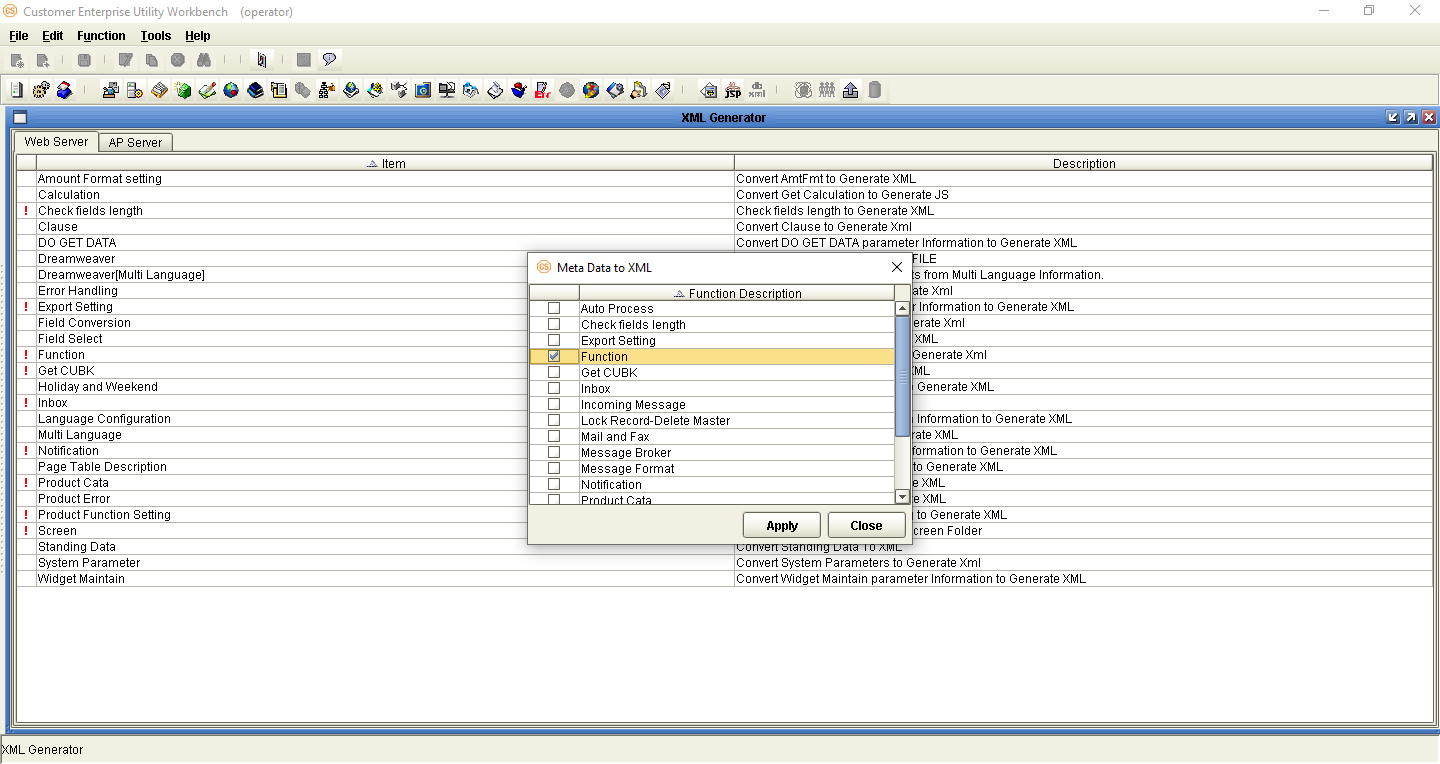 Customer Enterprise Utility Workbench (operator)
File Edit Function Tools Help
JSP xml
XML Generator
Web Server AP Server
Item Description
Amount Format setting Convert AmtFmt to Generate XML
Calculation Convert Get Calculation to Generate JS
! Check fields length Check fields length to Generate XML
Clause Convert Clause to Generate Xml
DO GET DATA Convert DO GET DATA parameter Information to Generate XML
Dreamweaver FILE
Dreamweaver[Multi Language] ts from Multi Language Information.
Error Handling ate Xml
! Export Setting r Information to Generate XML
Field Conversion erate Xml
Field Select XML
! Function Generate Xml
! Get CUBK XML
Holiday and Weekend Generate XML
! Inbox
Language Configuration Information to Generate XML
Multi Language rate XML
! Notification formation to Generate XML
Page Table Description to Generate XML
! Product Cata e XML
Product Error e XML
! Product Function Setting to Generate XML
! Screen creen Folder
Standing Data Convert Standing Data To XML
System Parameter Convert System Parameters to Generate Xml
Widget Maintain Convert Widget Maintain parameter Information to Generate XML
CS Meta Data to XML
Function Description
Auto Process
Check fields length
Export Setting
Function
Get CUBK
Inbox
Incoming Message
Lock Record-Delete Master
Mail and Fax
Message Broker
Message Format
Notification
Product Cata
Apply Close
XML Generator